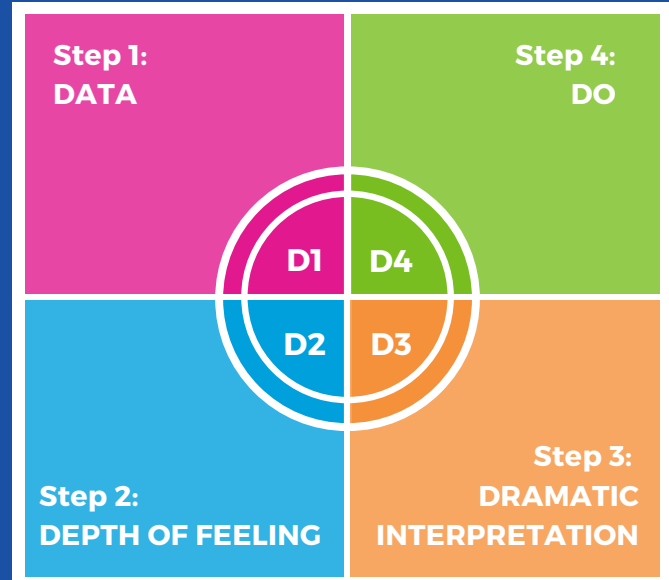 Step 1:
DATA
Step 4:
DO
D1
D4
D2
D3
Step 2:
DEPTH OF FEELING
Step 3:
DRAMATIC
INTERPRETATION